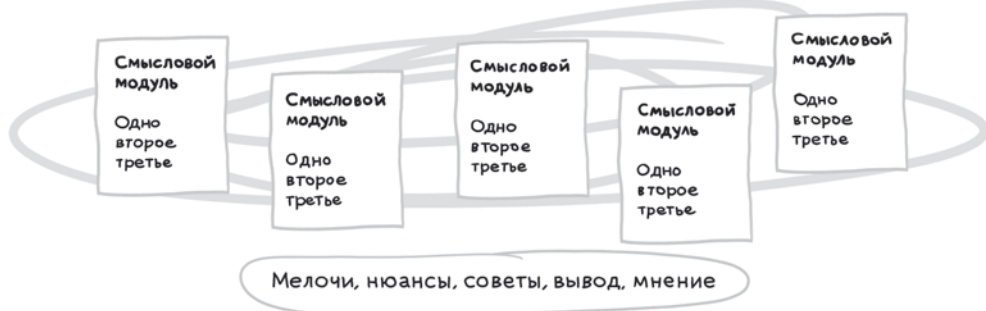 Смысловой
модуль
Одно
второе
третье
Смысловой
модуль
Одно
второе
третье
Смысловой
модуль
Одно
второе
третье
Смысловой
модуль
Одно
второе
третье
Смысловой
модуль
Одно
второе
третье
Мелочи, нюансы, советы, вывод, мнение